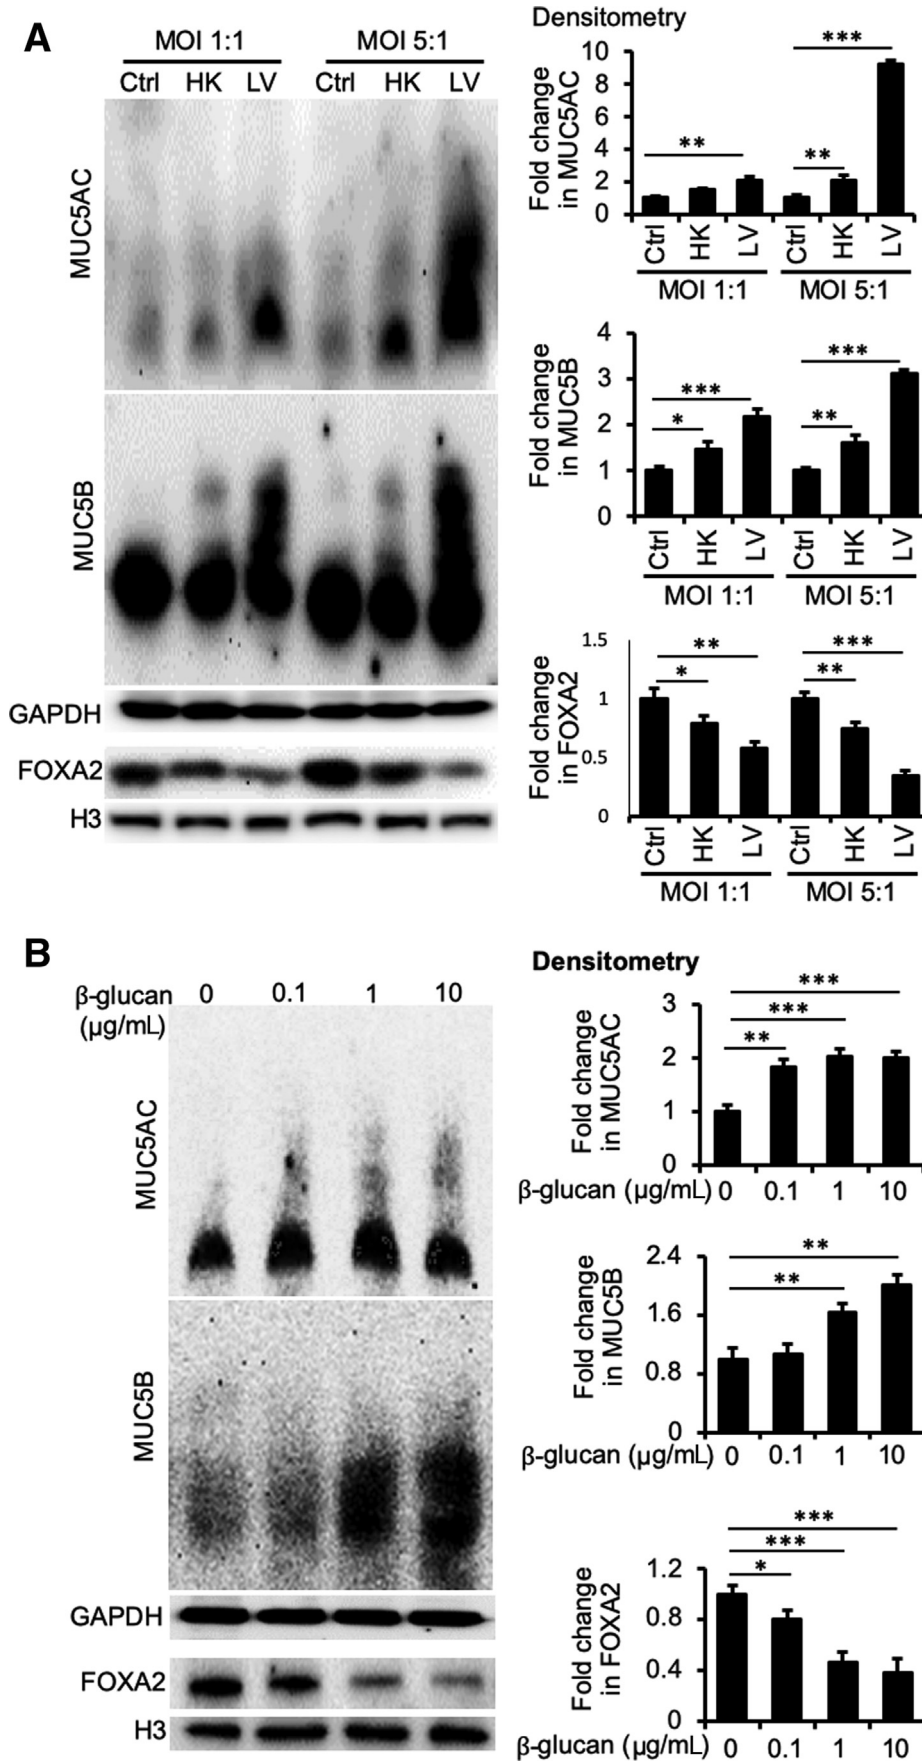 A
MOI 1:1 MOI 5:1
Ctrl HK LV Ctrl HK LV
MUC5AC
MUC5B
GAPDH
FOXA2
H3
Densitometry
Fold change
in MUC5AC
10
8
6
4
2
0
** ** ***
Ctrl HK LV Ctrl HK LV
MOI 1:1 MOI 5:1
Fold change
in MUC5B
4
3
2
1
0
* *** ** ***
Ctrl HK LV Ctrl HK LV
MOI 1:1 MOI 5:1
Fold change
in FOXA2
1.5
1
0.5
0
* ** ** ***
Ctrl HK LV Ctrl HK LV
MOI 1:1 MOI 5:1
B
β-glucan 0 0.1 1 10
(μg/mL)
MUC5AC
MUC5B
GAPDH
FOXA2
H3
Densitometry
Fold change
in MUC5AC
3
2
1
0
***
***
**
β-glucan (μg/mL) 0 0.1 1 10
Fold change
in MUC5B
2.4
1.6
0.8
0
**
**
β-glucan (μg/mL) 0 0.1 1 10
Fold change
in FOXA2
1.2
0.8
0.4
0
***
***
*
β-glucan (μg/mL) 0 0.1 1 10